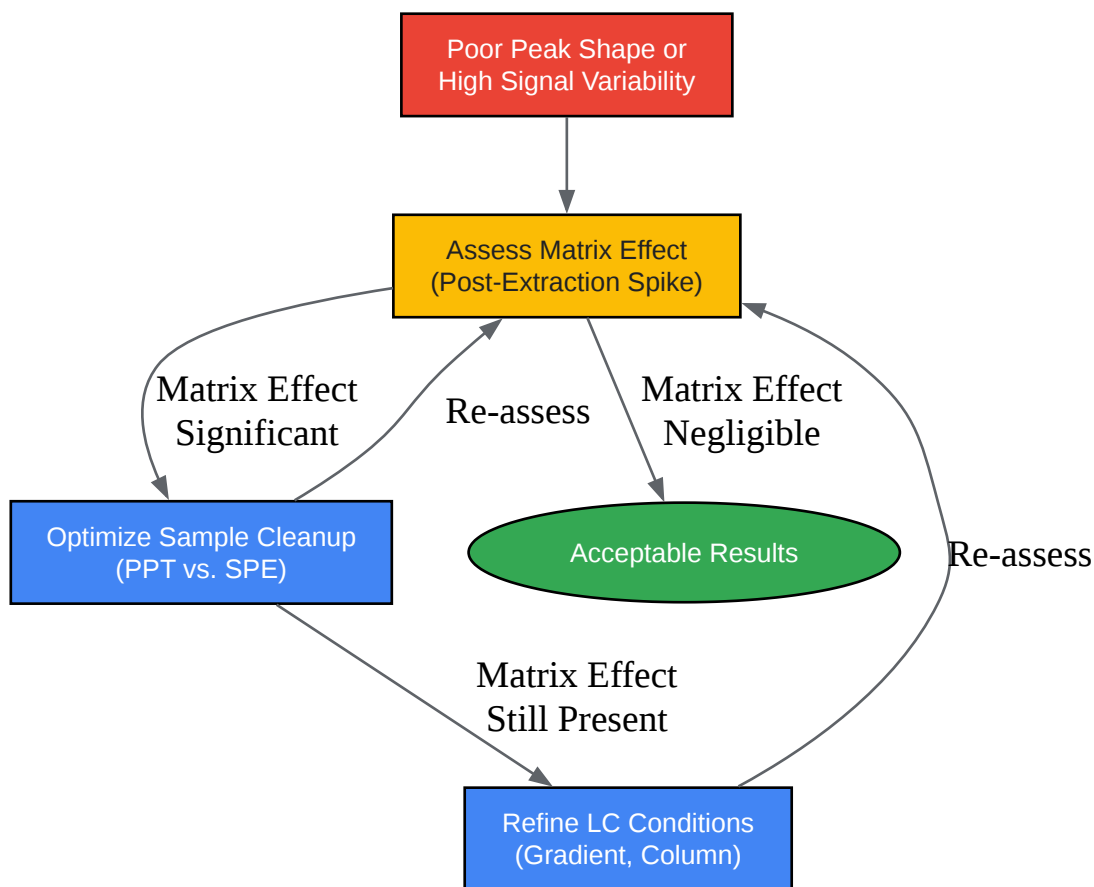 Poor Peak Shape or
High Signal Variability
Assess Matrix Effect
(Post-Extraction Spike)
Matrix Effect
Significant
Re-assess
Matrix Effect
Negligible
Optimize Sample Cleanup
(PPT vs. SPE)
Acceptable Results
Re-assess
Matrix Effect
Still Present
Refine LC Conditions
(Gradient, Column)